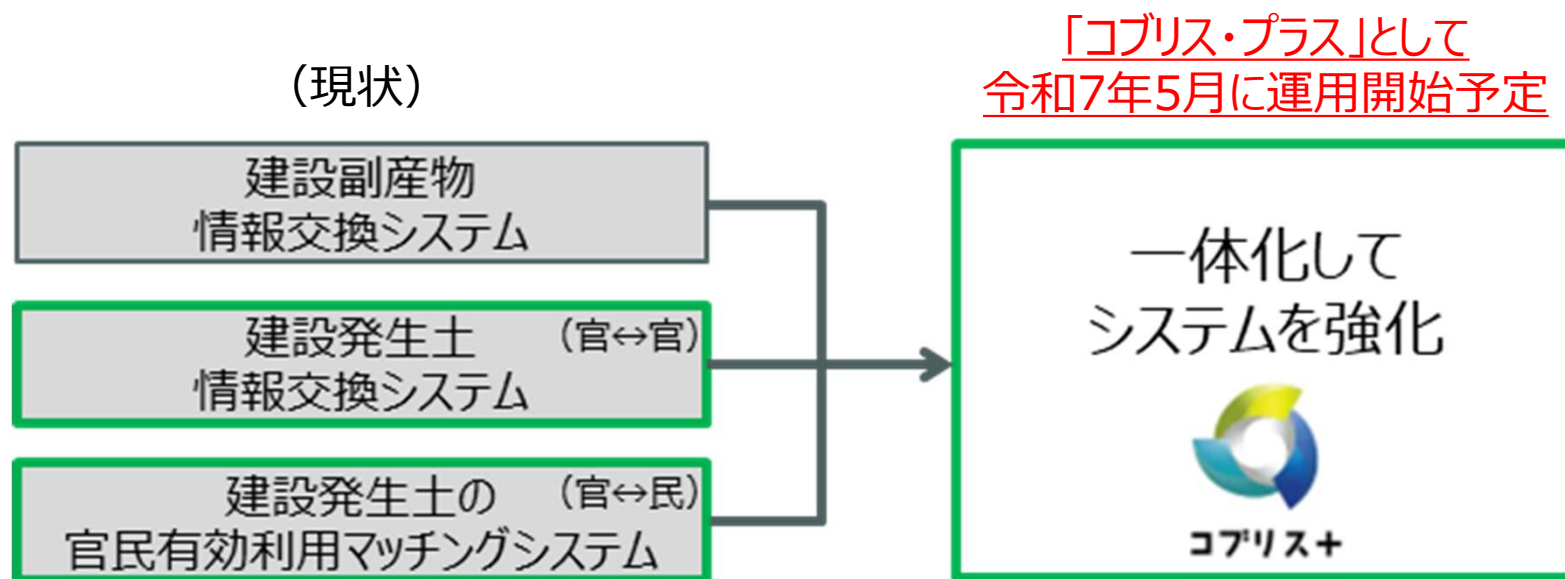 （現状）
「コブリス・プラス」として
令和7年5月に運用開始予定
建設副産物
情報交換システム
建設発生土 （官↔官）
情報交換システム
建設発生土の （官↔民）
官民有効利用マッチングシステム
一体化して
システムを強化
コブリス＋